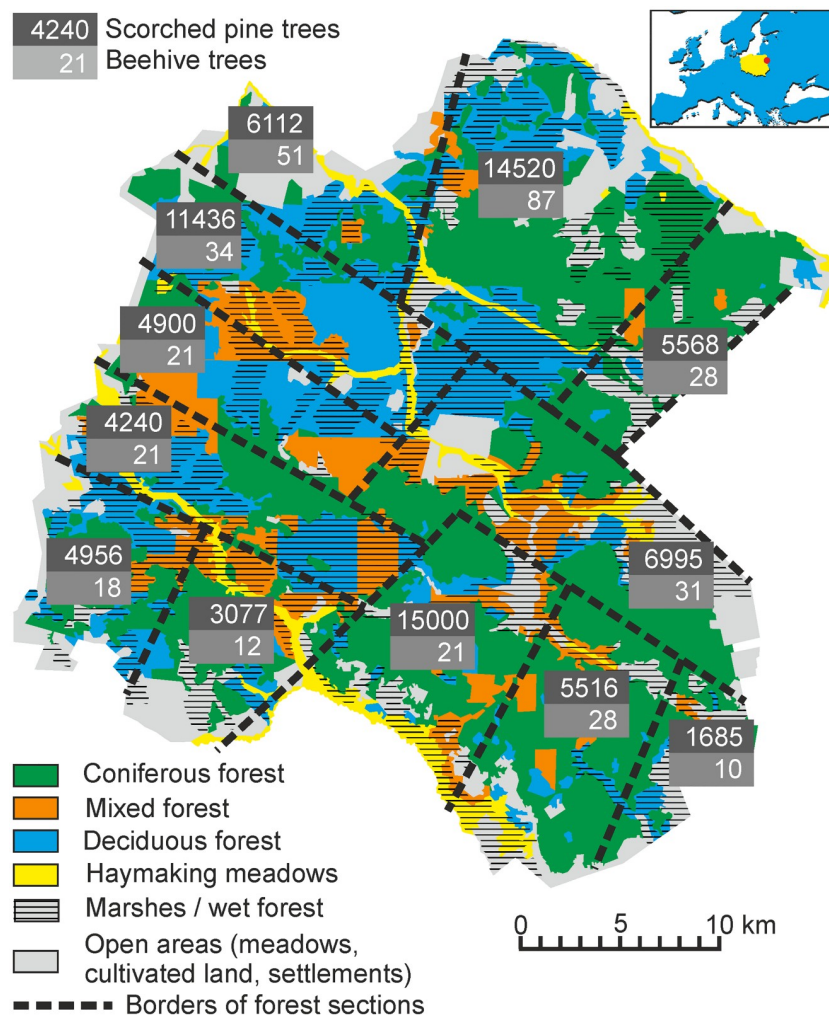 4240 Scorched pine trees
21 Beehive trees
6112
51
14520
87
11436
34
4900
21
5568
28
4240
21
4956
18
6995
31
3077
12
15000
21
5516
28
1685
10
Coniferous forest
Mixed forest
Deciduous forest
Haymaking meadows
Marshes / wet forest
Open areas (meadows,
cultivated land, settlements)
Borders of forest sections
0 5 10 km